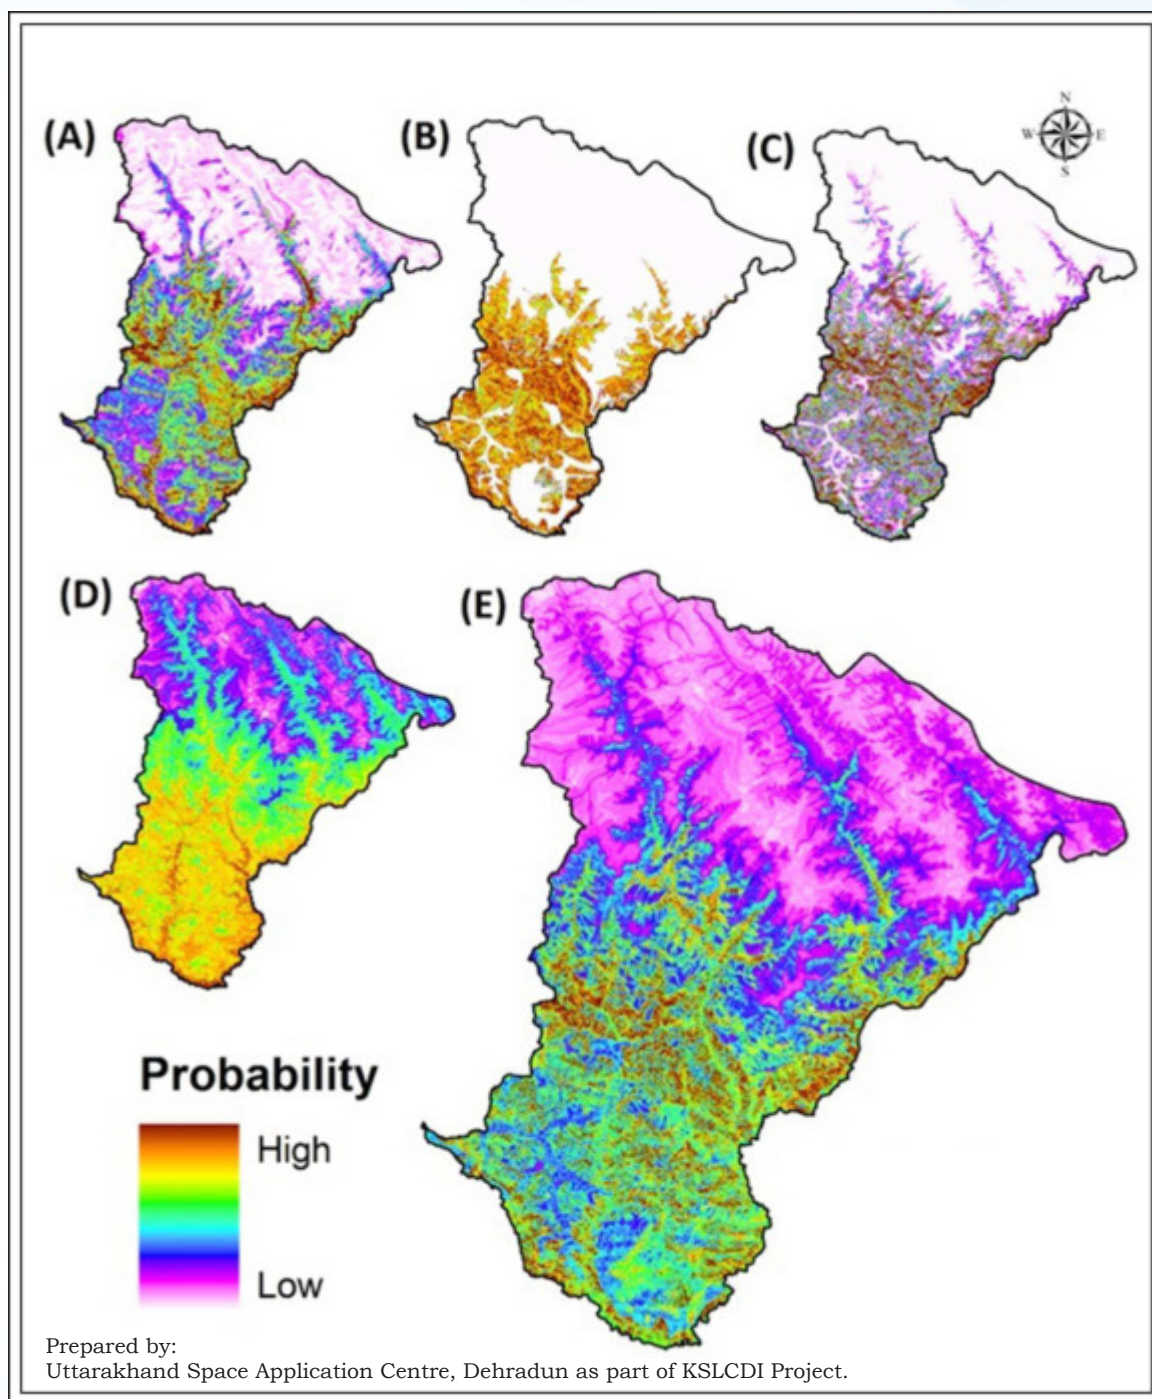 (A)
(B)
(C)
N
W E
S
(D)
(E)
Probability
High
Low
Prepared by:
Uttarakhand Space Application Centre, Dehradun as part of KSLCDI Project.